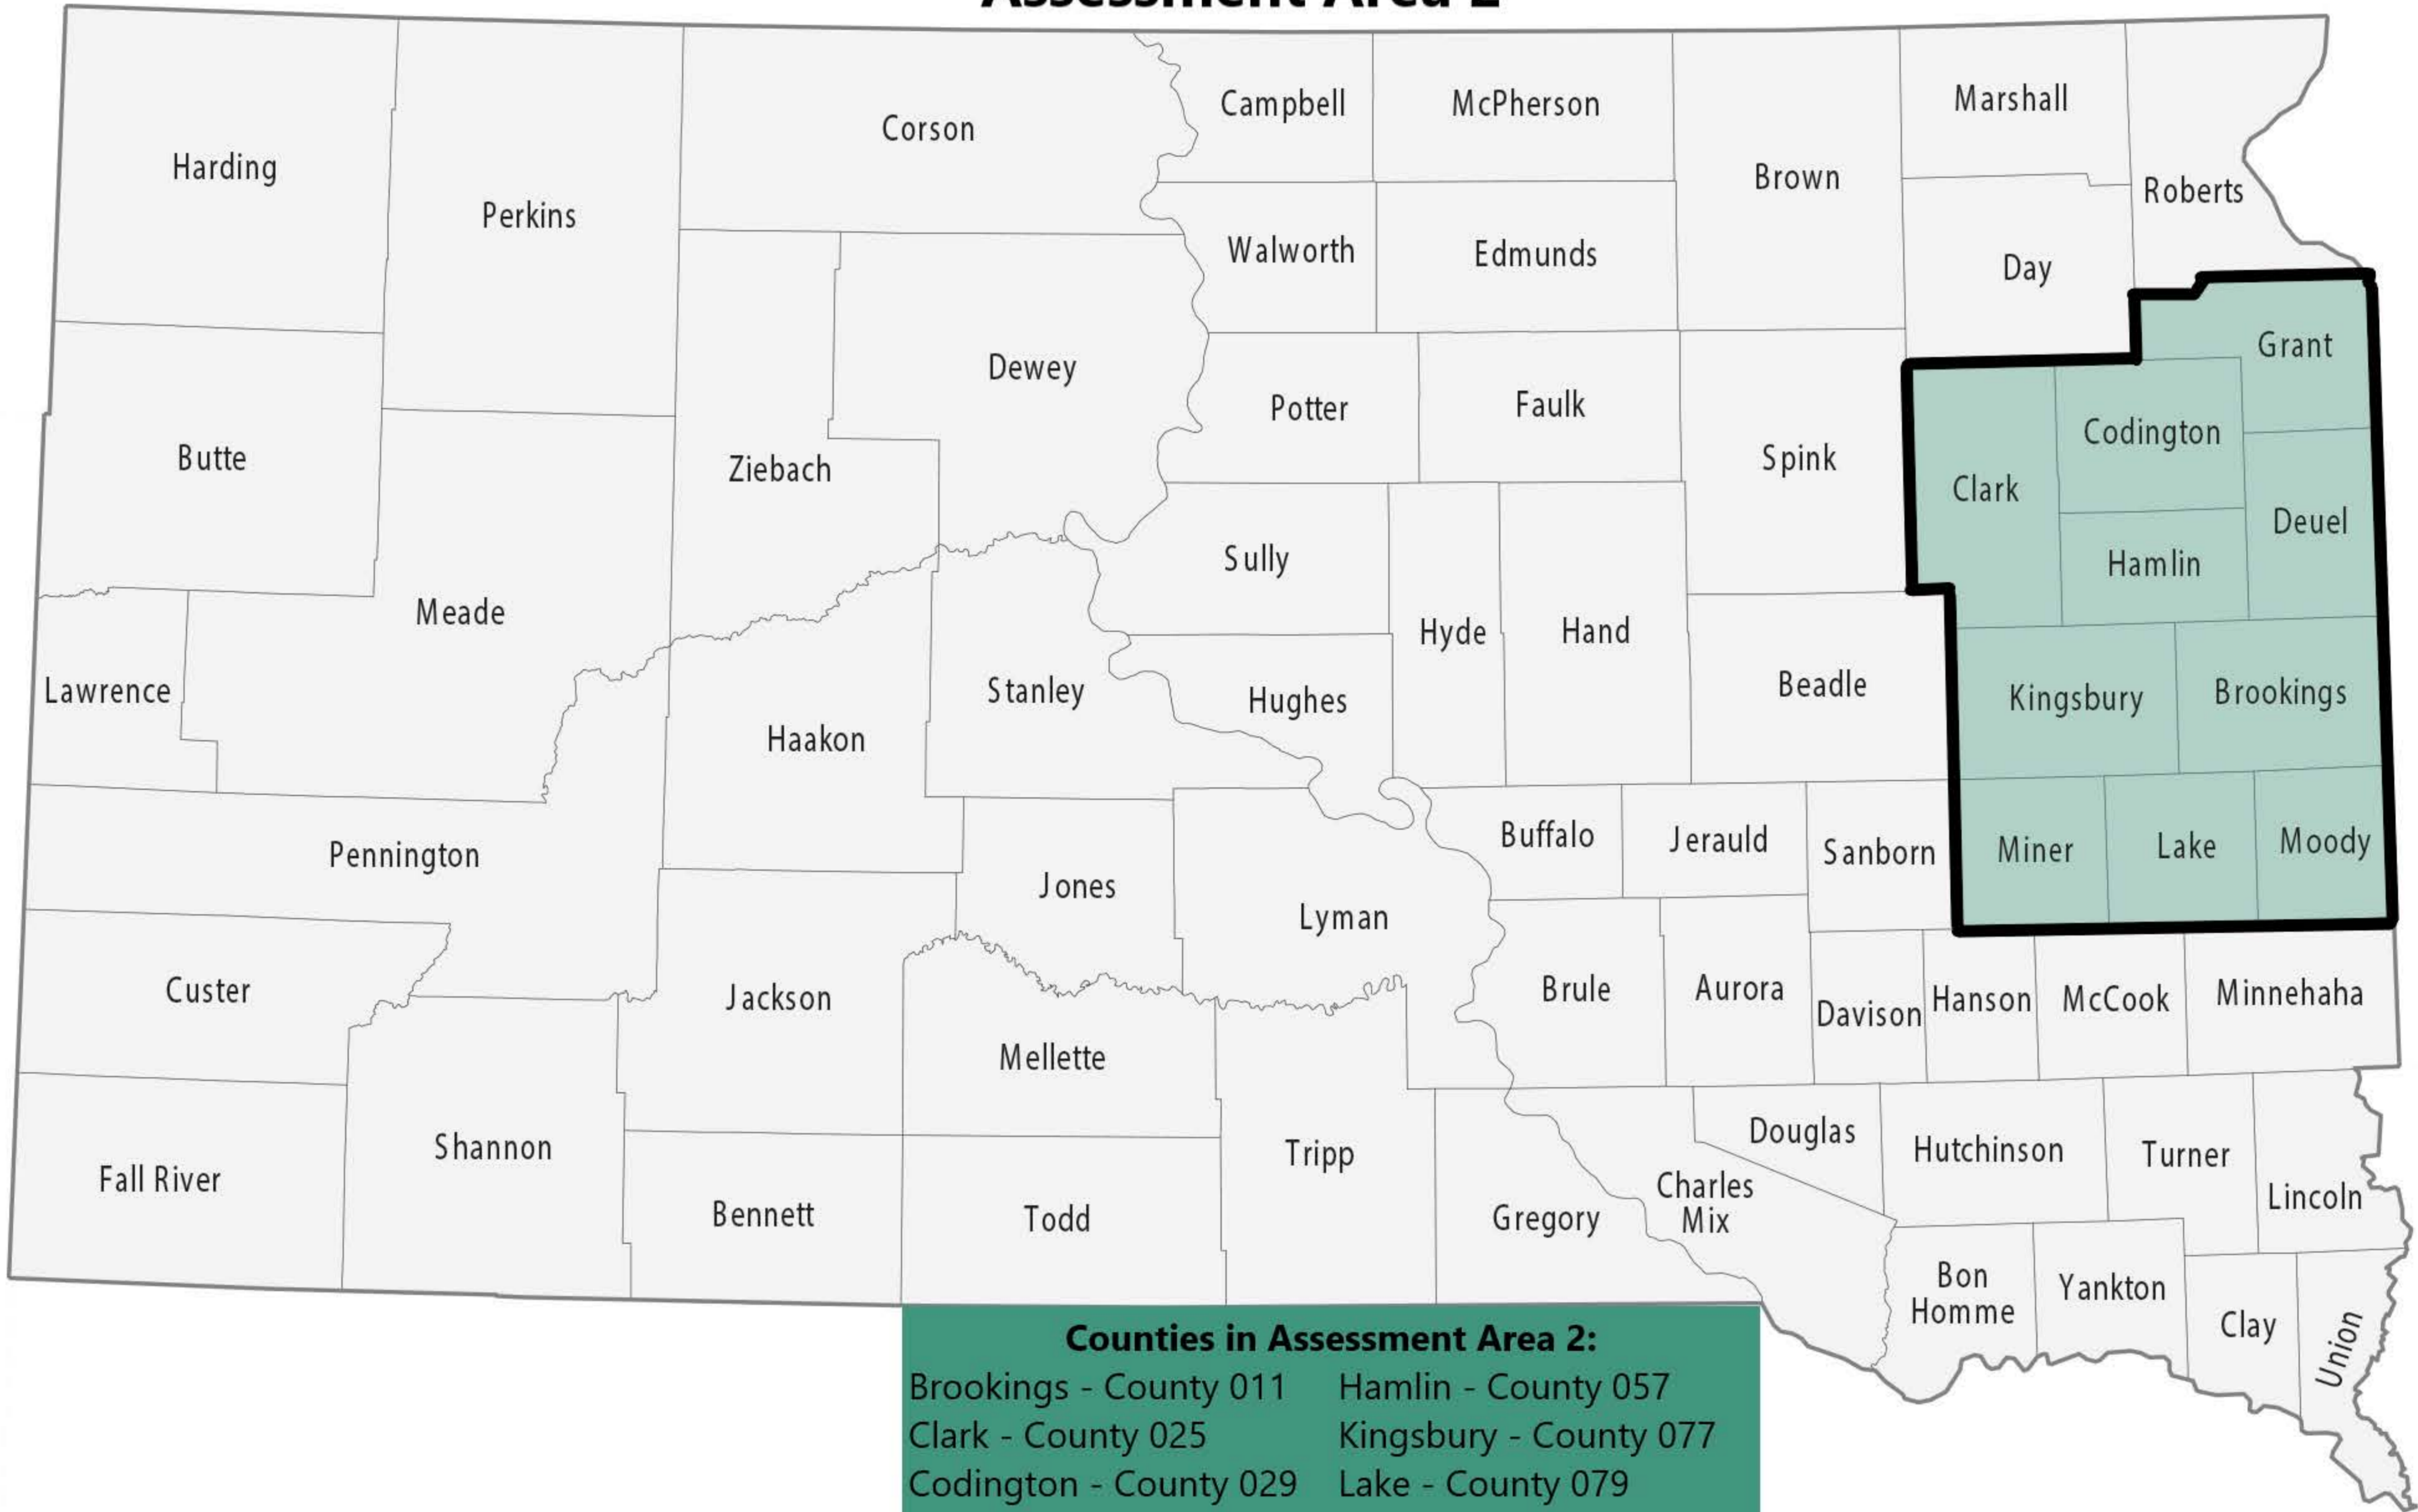 Assessment Area 2
Campbell
McPherson
Marshall
Corson
Harding
Brown
Roberts
Perkins
Walworth
Edmunds
Day
Grant
Dewey
Potter
Faulk
Codington
Butte
Ziebach
Spink
Clark
Deuel
Sully
Hamlin
Meade
Hyde
Hand
Lawrence
Stanley
Hughes
Beadle
Kingsbury
Brookings
Haakon
Buffalo
Jerauld
Sanborn
Miner
Lake
Moody
Pennington
Jones
Lyman
Custer
Jackson
Brule
Aurora
Davison
Hanson
McCook
Minnehaha
Mellette
Shannon
Fall River
Tripp
Douglas
Hutchinson
Turner
Bennett
Todd
Gregory
Charles
Mix
Lincoln
Bon
Homme
Yankton
Clay
Union
Counties in Assessment Area 2:
Brookings - County 011 Hamlin - County 057
Clark - County 025 Kingsbury - County 077
Codington - County 029 Lake - County 079